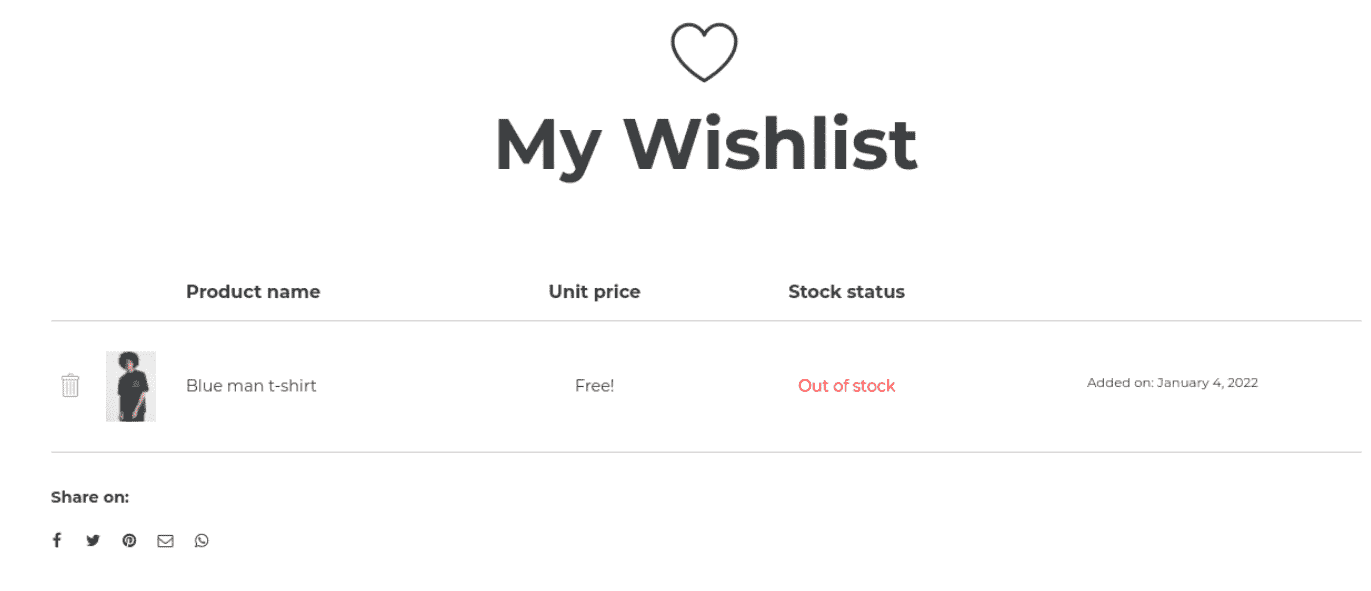 My Wishlist
Product name Unit price Stock status
Blue man t-shirt Free! Out of stock Added on: January 4, 2022
Share on: